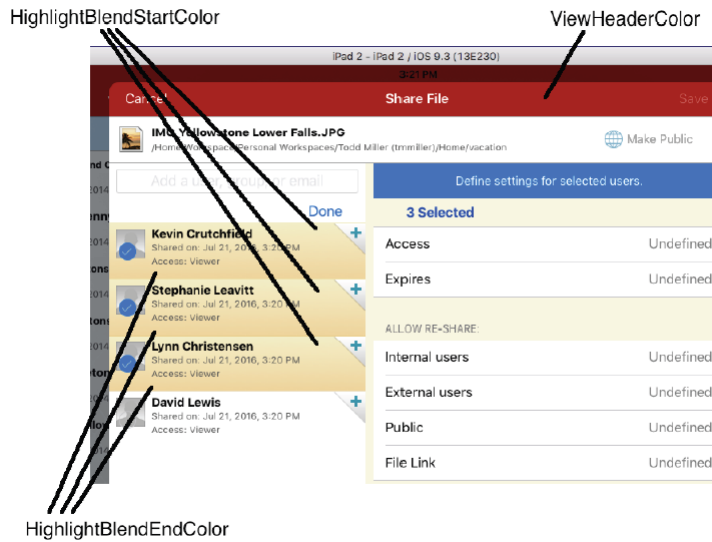 HighlightBlendStartColor
ViewHeaderColor
iPad 2 - iPad 2 / iOS 9.3 (13E230)
3:21 PM
Cancel
Share File
Save
IMG Yellowstone Lower Falls.JPG
/Home/Workspace/Personal Workspaces/Todd Miller (tmmiller)/Home/vacation
Make Public
Add a user, group, or email
Define settings for selected users.
Done
3 Selected
Kevin Crutchfield
Shared on: Jul 21, 2016, 3:20 PM
Access: Viewer
Access Undefined
Stephanie Leavitt
Shared on: Jul 21, 2016, 3:20 PM
Access: Viewer
Expires Undefined
ALLOW RE-SHARE:
Lynn Christensen
Shared on: Jul 21, 2016, 3:20 PM
Access: Viewer
Internal users Undefined
External users Undefined
David Lewis
Shared on: Jul 21, 2016, 3:20 PM
Access: Viewer
Public Undefined
File Link Undefined
HighlightBlendEndColor